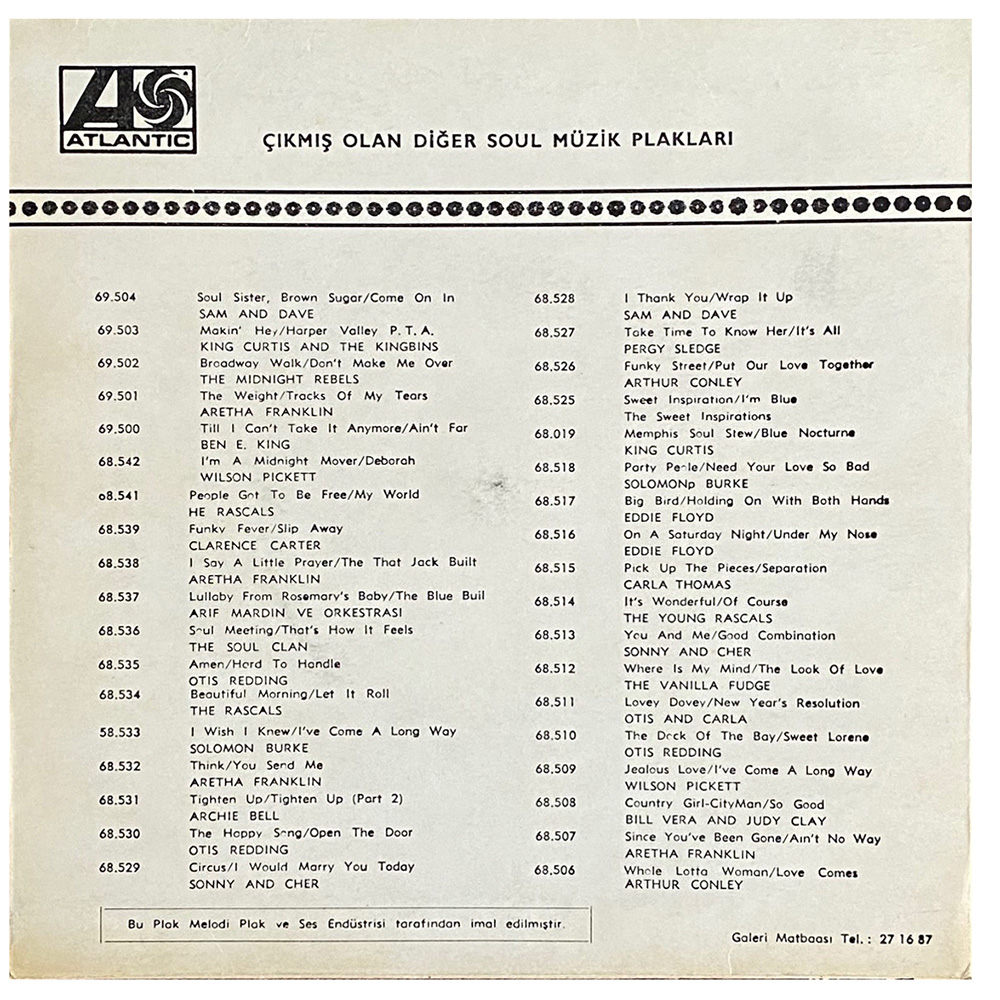 ATLANTIC
ÇIKMIŞ OLAN DİĞER SOUL MÜZİK PLAKLARI
69.504 Soul Sister, Brown Sugar/Come On In
SAM AND DAVE
69.503 Makin' Hey/Harper Valley P.T.A.
KING CURTIS AND THE KINGBINS
69.502 Broadway Walk/Don't Make Me Over
THE MIDNIGHT REBELS
69.501 The Weight/Tracks Of My Tears
ARETHA FRANKLIN
69.500 Till I Can't Take It Anymore/Ain't Far
BEN E. KING
68.542 I'm A Midnight Mover/Deborah
WILSON PICKETT
68.541 People Got To Be Free/My World
HE RASCALS
68.539 Funky Fever/Slip Away
CLARENCE CARTER
68.538 I Say A Little Prayer/The That Jack Built
ARETHA FRANKLIN
68.537 Lullaby From Rosemary's Baby/The Blue Buil
ARIF MARDIN VE ORKESTRASI
68.536 Soul Meeting/That's How It Feels
THE SOUL CLAN
68.535 Amen/Hard To Handle
OTIS REDDING
68.534 Beautiful Morning/Let It Roll
THE RASCALS
58.533 I Wish I Knew/I've Come A Long Way
SOLOMON BURKE
68.532 Think/You Send Me
ARETHA FRANKLIN
68.531 Tighten Up/Tighten Up (Part 2)
ARCHIE BELL
68.530 The Happy Song/Open The Door
OTIS REDDING
68.529 Circus/I Would Marry You Today
SONNY AND CHER
68.528 I Thank You/Wrap It Up
SAM AND DAVE
68.527 Take Time To Know Her/It's All
PERGY SLEDGE
68.526 Funky Street/Put Our Love Together
ARTHUR CONLEY
68.525 Sweet Inspiration/I'm Blue
The Sweet Inspirations
68.019 Memphis Soul Stew/Blue Nocturne
KING CURTIS
68.518 Party /Need Your Love So Bad
SOLOMONp BURKE
68.517 Big Bird/Holding On With Both Hands
EDDIE FLOYD
68.516 On A Saturday Night/Under My Nose
EDDIE FLOYD
68.515 Pick Up The Pieces/Separation
CARLA THOMAS
68.514 It's Wonderful/Of Course
THE YOUNG RASCALS
68.513 You And Me/Good Combination
SONNY AND CHER
68.512 Where Is My Mind/The Look Of Love
THE VANILLA FUDGE
68.511 Lovey Dovey/New Year's Resolution
OTIS AND CARLA
68.510 The Dock Of The Bay/Sweet Lorene
OTIS REDDING
68.509 Jealous Love/I've Come A Long Way
WILSON PICKETT
68.508 Country Girl-CityMan/So Good
BILL VERA AND JUDY CLAY
68.507 Since You've Been Gone/Ain't No Way
ARETHA FRANKLIN
68.506 Whole Lotta Woman/Love Comes
ARTHUR CONLEY
Bu Plak Melodi Plak ve Ses Endüstrisi tarafından imal edilmiştir.
Galeri Matbaası Tel.: 27 16 87